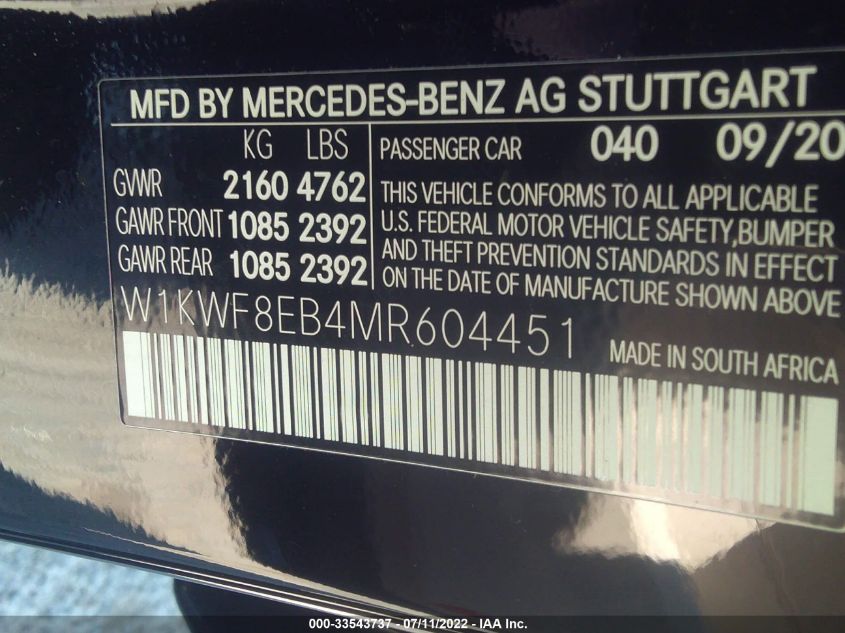 MFD BY MERCEDES-BENZ AG STUTTGART
KG LBS
GVWR 2160 4762
GAWR FRONT 1085 2392
GAWR REAR 1085 2392
PASSENGER CAR 040 09/20
THIS VEHICLE CONFORMS TO ALL APPLICABLE
U.S. FEDERAL MOTOR VEHICLE SAFETY,BUMPER
AND THEFT PREVENTION STANDARDS IN EFFECT
ON THE DATE OF MANUFACTURE SHOWN ABOVE
W1KWF8EB4MR604451
MADE IN SOUTH AFRICA
000-33543737 - 07/11/2022 - IAA Inc.